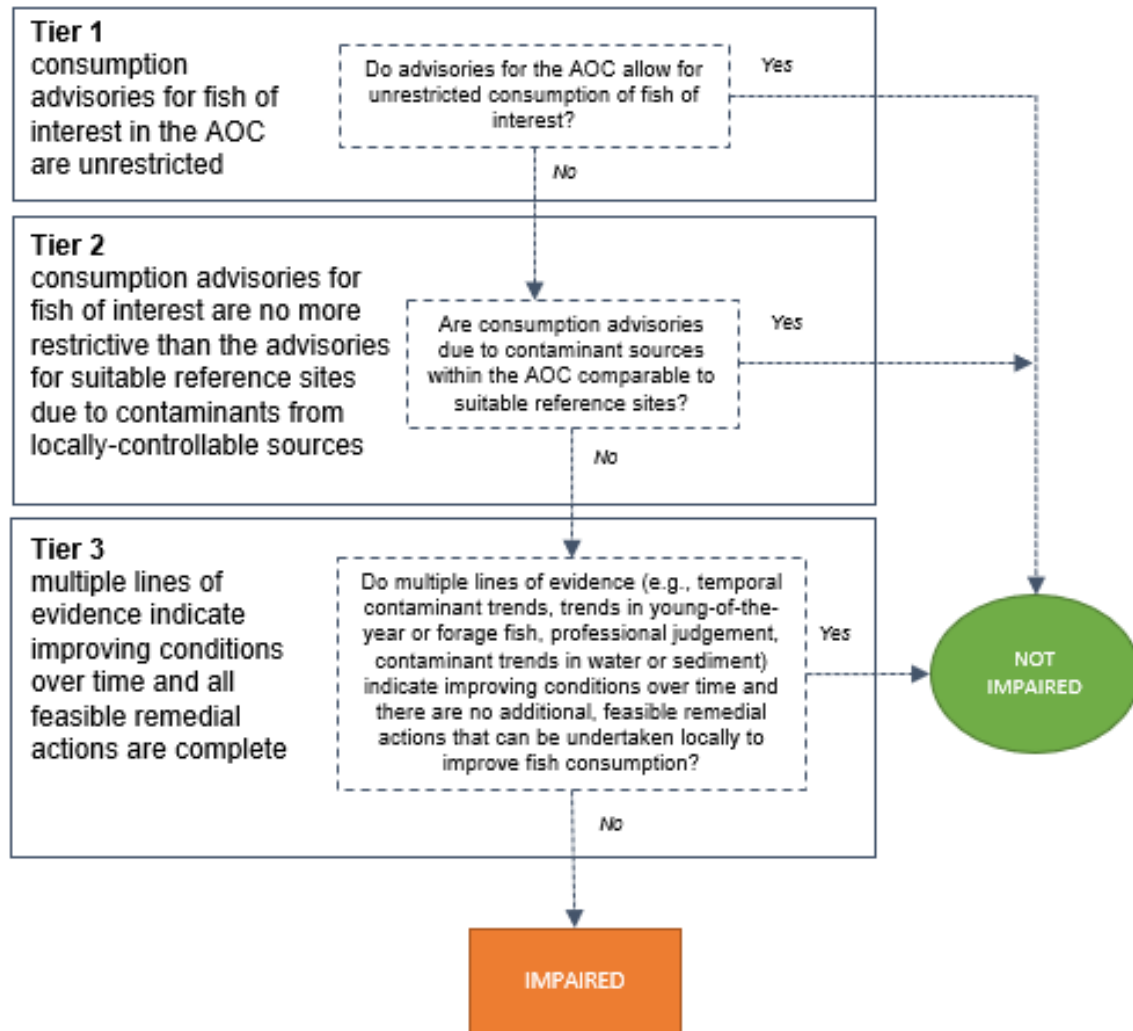 Tier 1
consumption
advisories for fish of
interest in the AOC
are unrestricted
Do advisories for the AOC allow for
unrestricted consumption of fish of
interest?
Yes
No
Tier 2
consumption advisories for
fish of interest are no more
restrictive than the advisories
for suitable reference sites
due to contaminants from
locally-controllable sources
Are consumption advisories
due to contaminant sources
within the AOC comparable to
suitable reference sites?
Yes
No
Tier 3
multiple lines of
evidence indicate
improving conditions
over time and all
feasible remedial
actions are complete
Do multiple lines of evidence (e.g., temporal
contaminant trends, trends in young-of-the-
year or forage fish, professional judgement,
contaminant trends in water or sediment)
indicate improving conditions over time and
there are no additional, feasible remedial
actions that can be undertaken locally to
improve fish consumption?
Yes
No
NOT
IMPAIRED
IMPAIRED